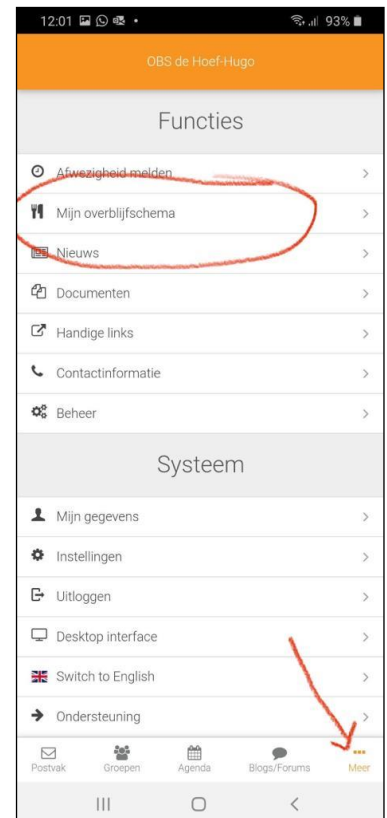 12:01 93%
OBS de Hoef-Hugo
Functies
Afwezigheid melden
Mijn overblijfschema
Nieuws
Documenten
Handige links
Contactinformatie
Beheer
Systeem
Mijn gegevens
Instellingen
Uitloggen
Desktop interface
Switch to English
Ondersteuning
Postvak Groepen Agenda Blogs/Forums Meer